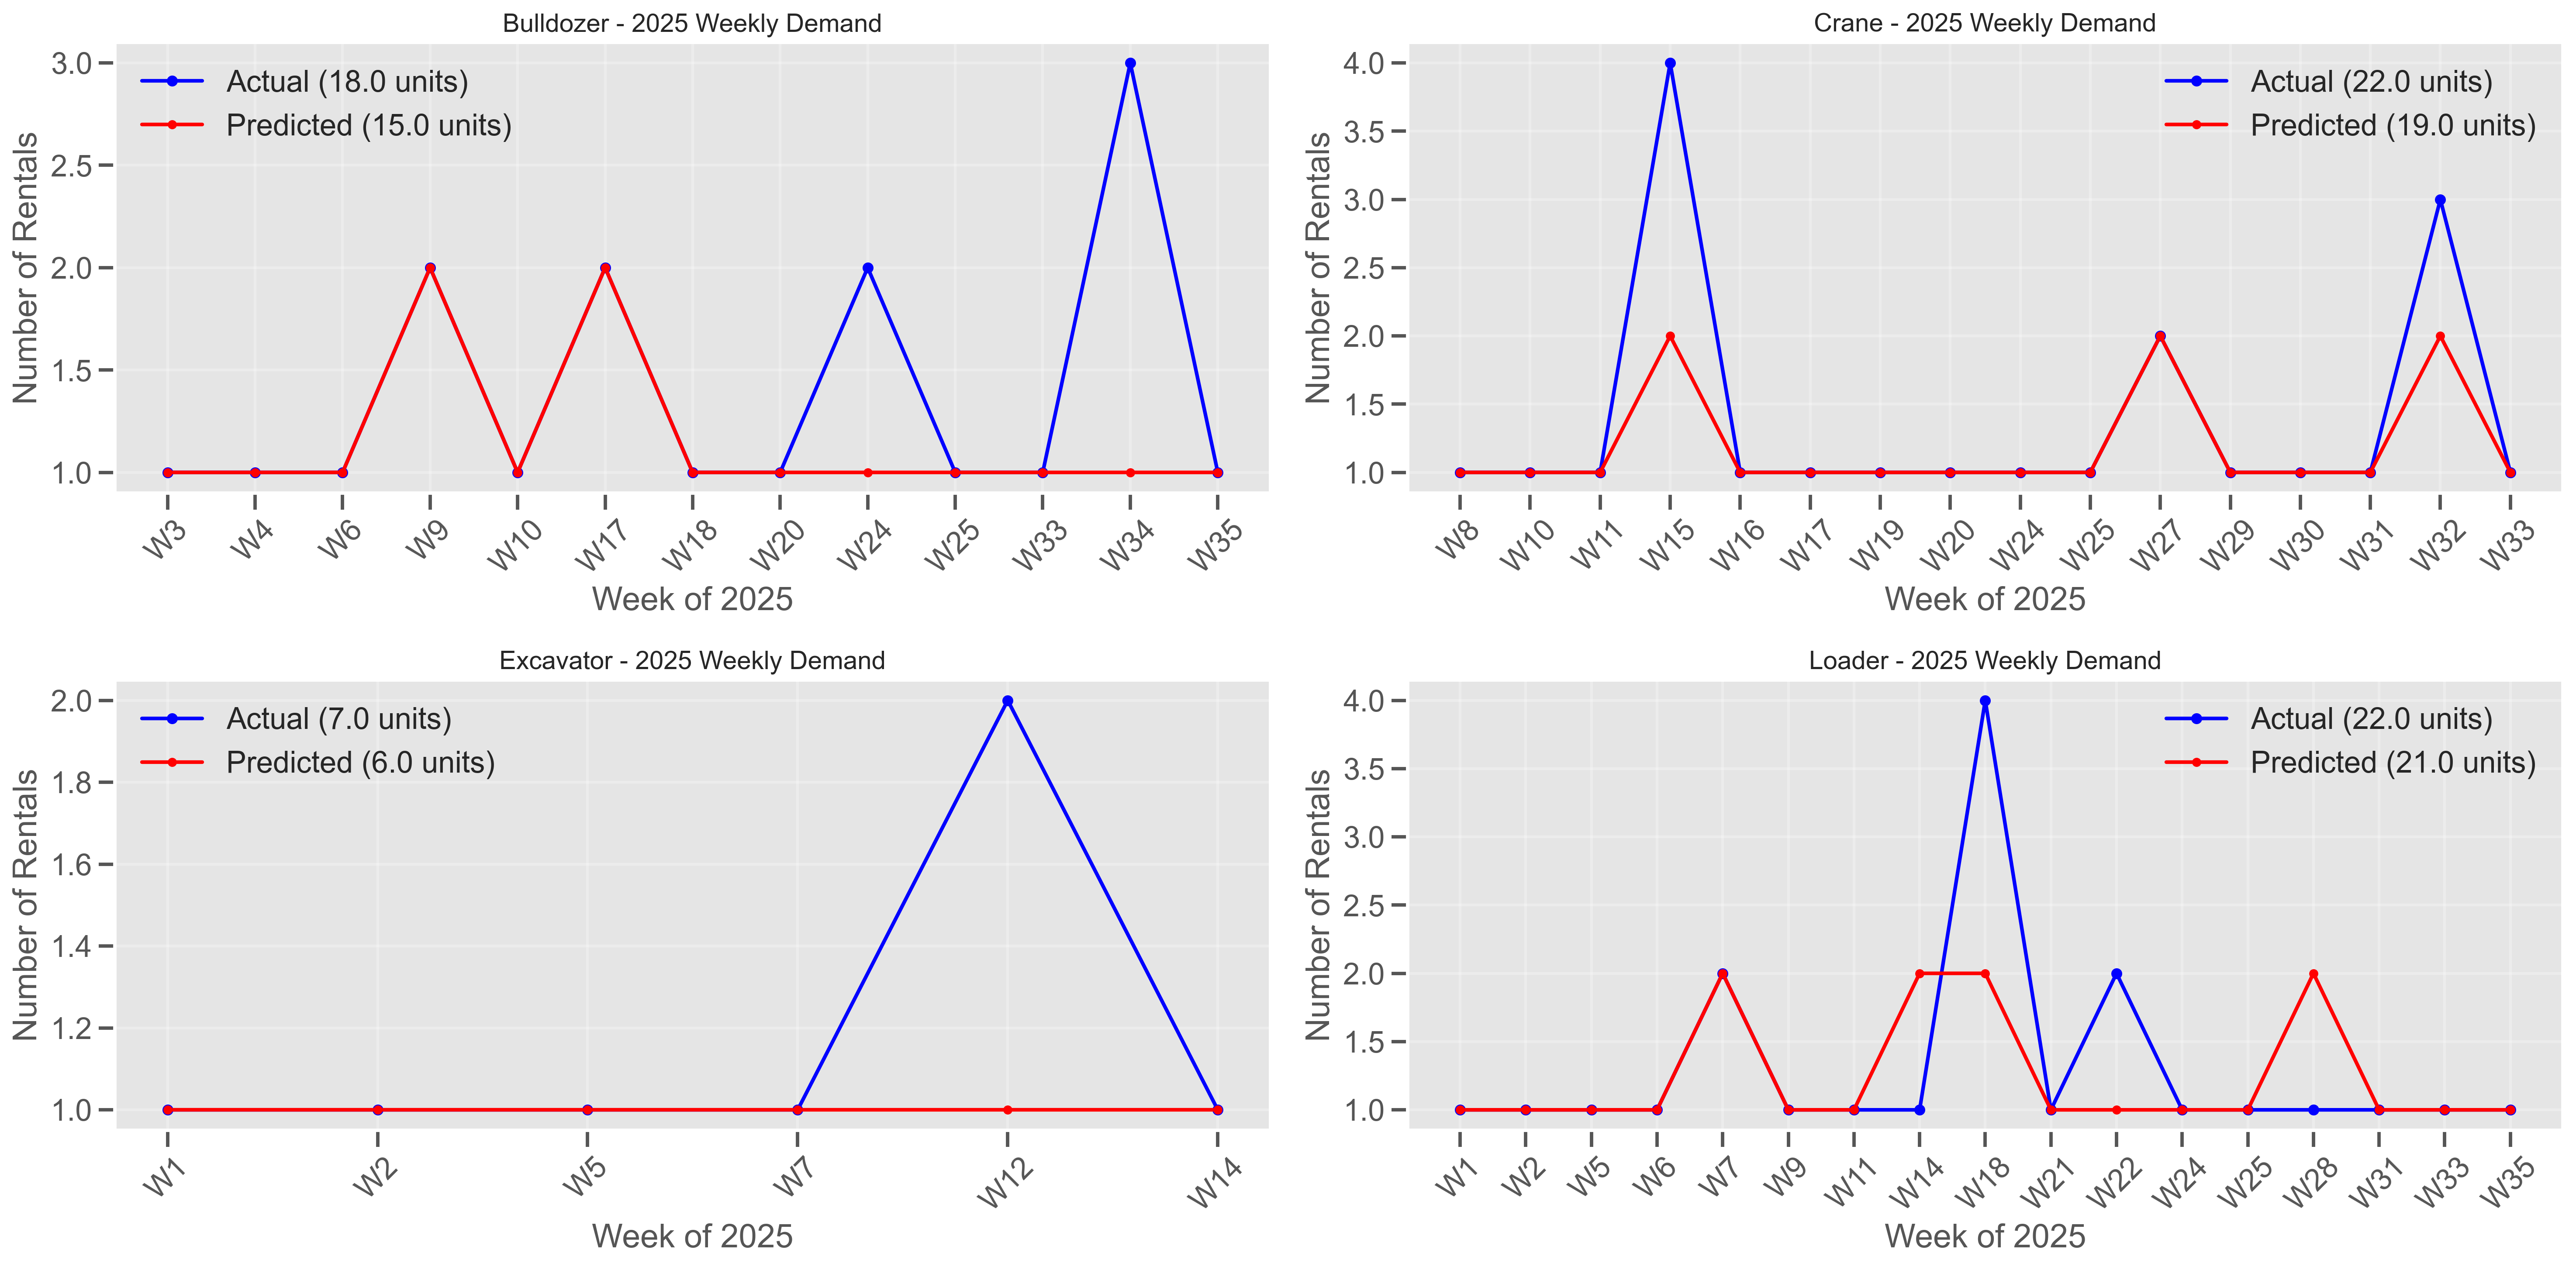 Bulldozer - 2025 Weekly Demand
Number of Rentals
3.0
2.5
2.0
1.5
1.0
Actual (18.0 units)
Predicted (15.0 units)
W3 W4 W6 W9 W10 W17 W18 W20 W24 W25 W33 W34 W35
Week of 2025
Crane - 2025 Weekly Demand
Number of Rentals
4.0
3.5
3.0
2.5
2.0
1.5
1.0
Actual (22.0 units)
Predicted (19.0 units)
W8 W10 W11 W15 W16 W17 W19 W20 W24 W25 W27 W29 W30 W31 W32 W33
Week of 2025
Excavator - 2025 Weekly Demand
Number of Rentals
2.0
1.8
1.6
1.4
1.2
1.0
Actual (7.0 units)
Predicted (6.0 units)
W1 W2 W5 W7 W12 W14
Week of 2025
Loader - 2025 Weekly Demand
Number of Rentals
4.0
3.5
3.0
2.5
2.0
1.5
1.0
Actual (22.0 units)
Predicted (21.0 units)
W1 W2 W5 W6 W7 W9 W11 W14 W18 W21 W22 W24 W25 W28 W31 W33 W35
Week of 2025